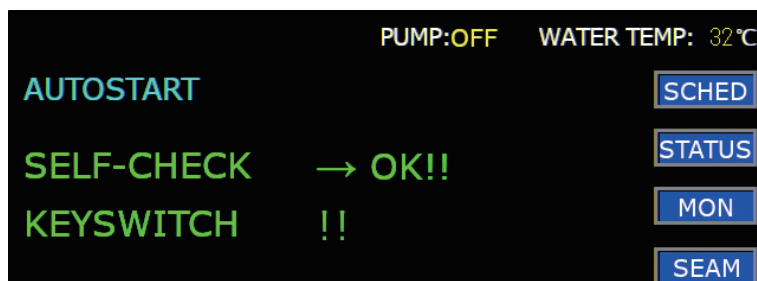 PUMP:OFF WATER TEMP: 32℃
AUTOSTART
SCHED
SELF-CHECK → OK!!
STATUS
KEYSWITCH !!
MON
SEAM